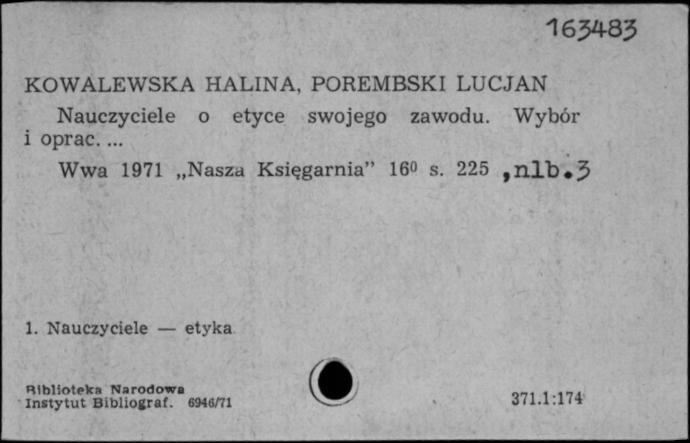 163483
KOWALEWSKA HALINA, POREMBSKI LUCJAN
Nauczyciele o etyce swojego zawodu. Wybór
i oprac. ...
Wwa 1971 „Nasza Księgarnia” 16⁰ s. 225 ,nlb.3
1. Nauczyciele — etyka
Biblioteka Narodowa
Instytut Bibliograf. 6946/71
371.1:174